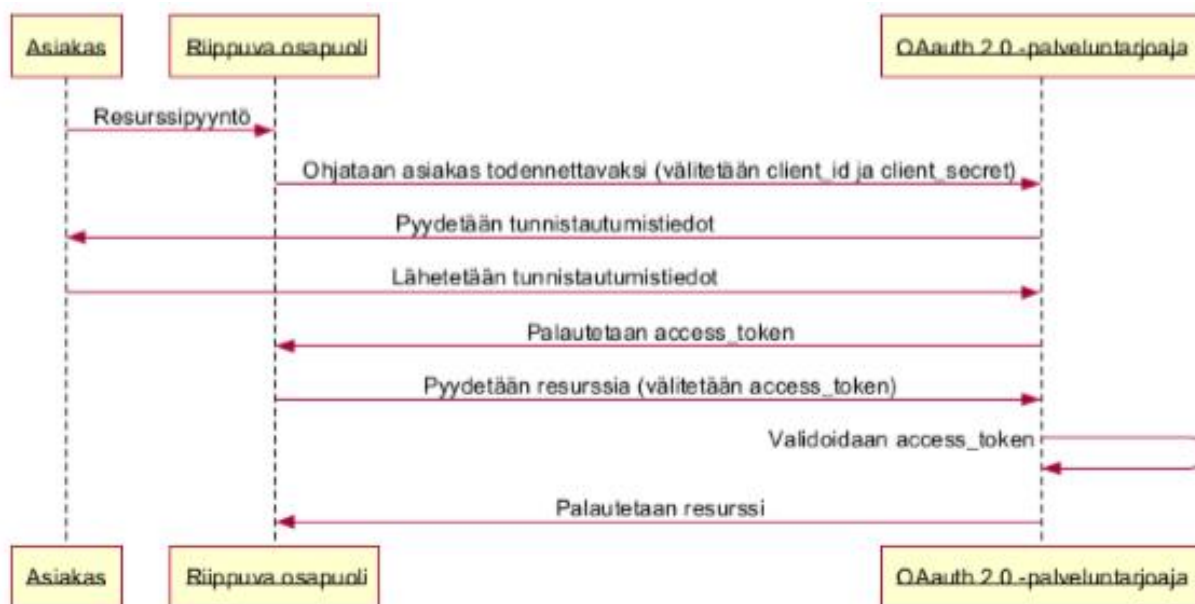 Asiakas
Riippuva osapuoli
OAauth 2.0 -palveluntarjoaja
Resurssipyyntö
Ohjataan asiakas todennettavaksi (välitetään client_id ja client_secret)
Pyydetään tunnistautumistiedot
Lähetetään tunnistautumistiedot
Palautetaan access_token
Pyydetään resurssia (välitetään access_token)
Validoidaan access_token
Palautetaan resurssi
Asiakas
Riippuva osapuoli
OAauth 2.0 -palveluntarjoaja